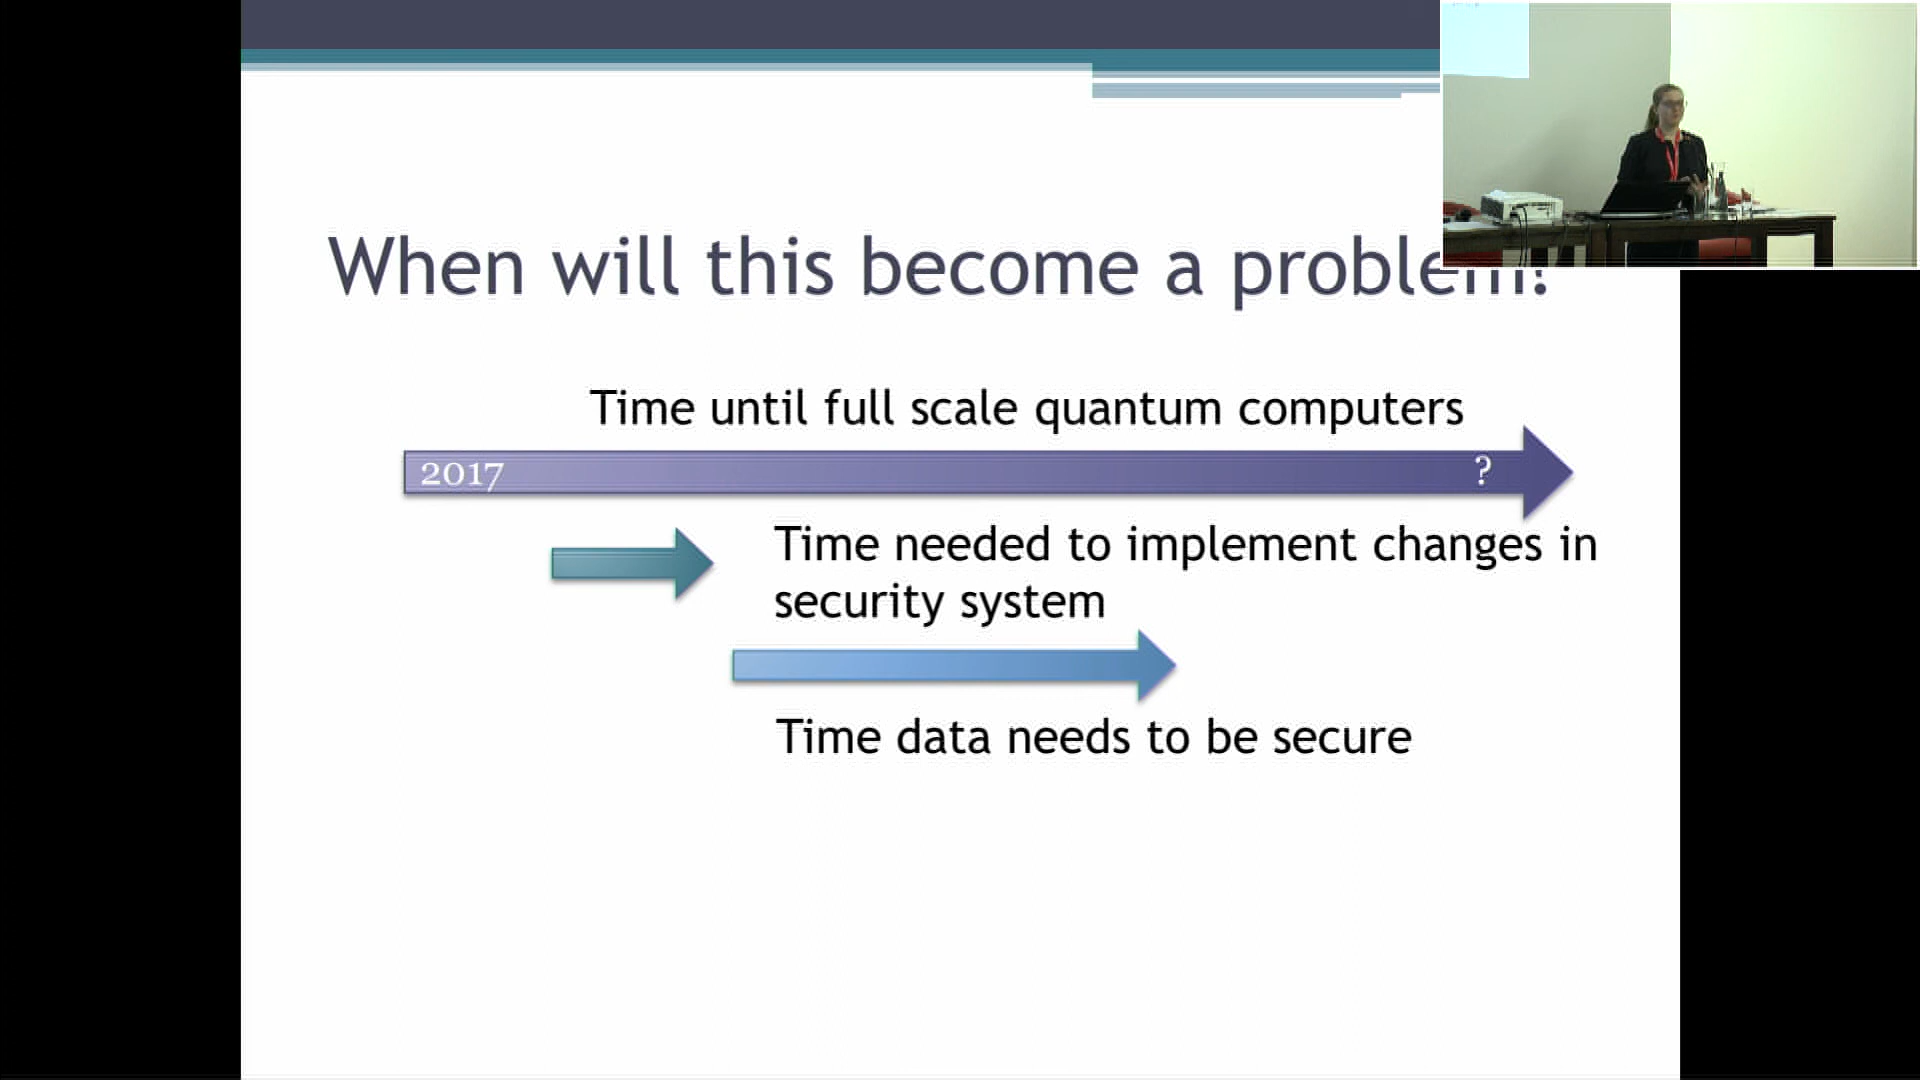 When will this become a problem?
Time until full scale quantum computers
2017 ?
Time needed to implement changes in
security system
Time data needs to be secure